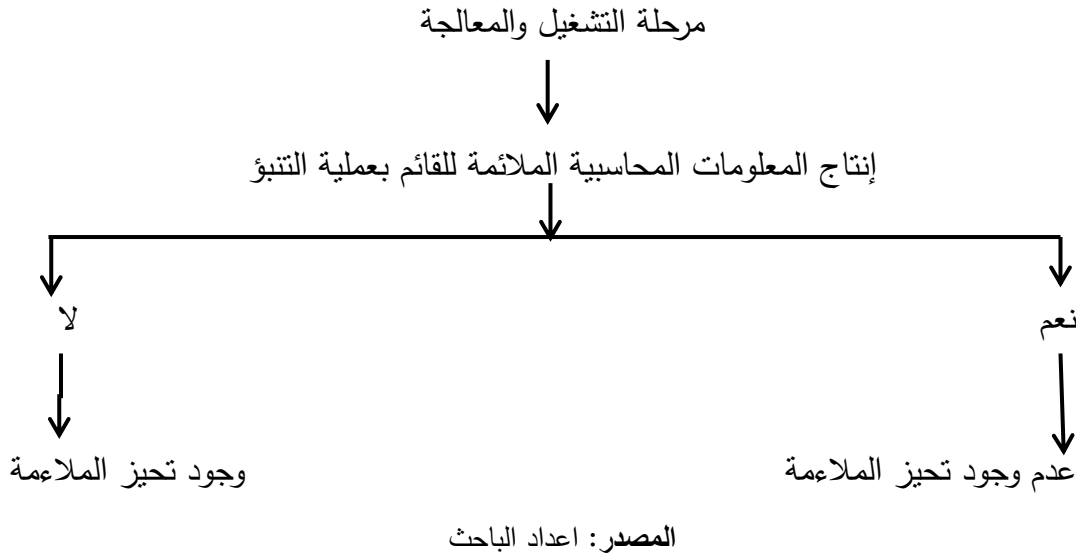 مرحلة التشغيل والمعالجة
إنتاج المعلومات المحاسبية الملائمة للقائم بعملية التنبؤ
نعم
لا
عدم وجود تحيز الملاءمة
وجود تحيز الملاءمة
المصدر: اعداد الباحث